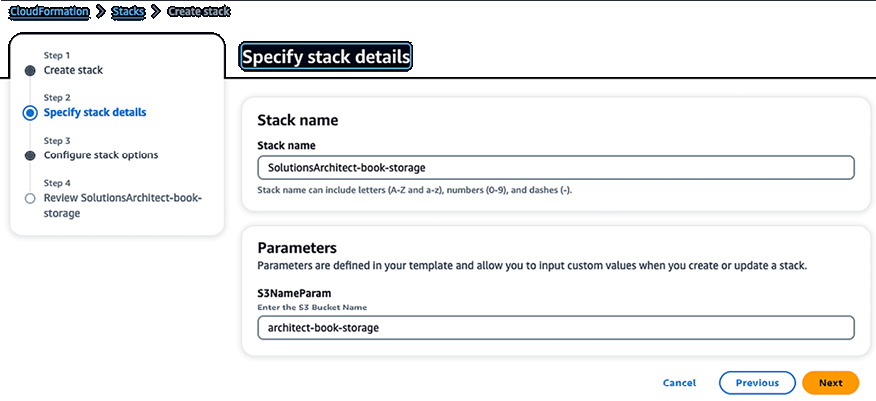 CloudFormation > Stacks > Create stack
Step 1
Create stack
Step 2
Specify stack details
Step 3
Configure stack options
Step 4
Review SolutionsArchitect-book-
storage
Specify stack details
Stack name
Stack name
SolutionsArchitect-book-storage
Stack name can include letters (A-Z and a-z), numbers (0-9), and dashes (-).
Parameters
Parameters are defined in your template and allow you to input custom values when you create or update a stack.
S3NameParam
Enter the S3 Bucket Name
architect-book-storage
Cancel Previous Next